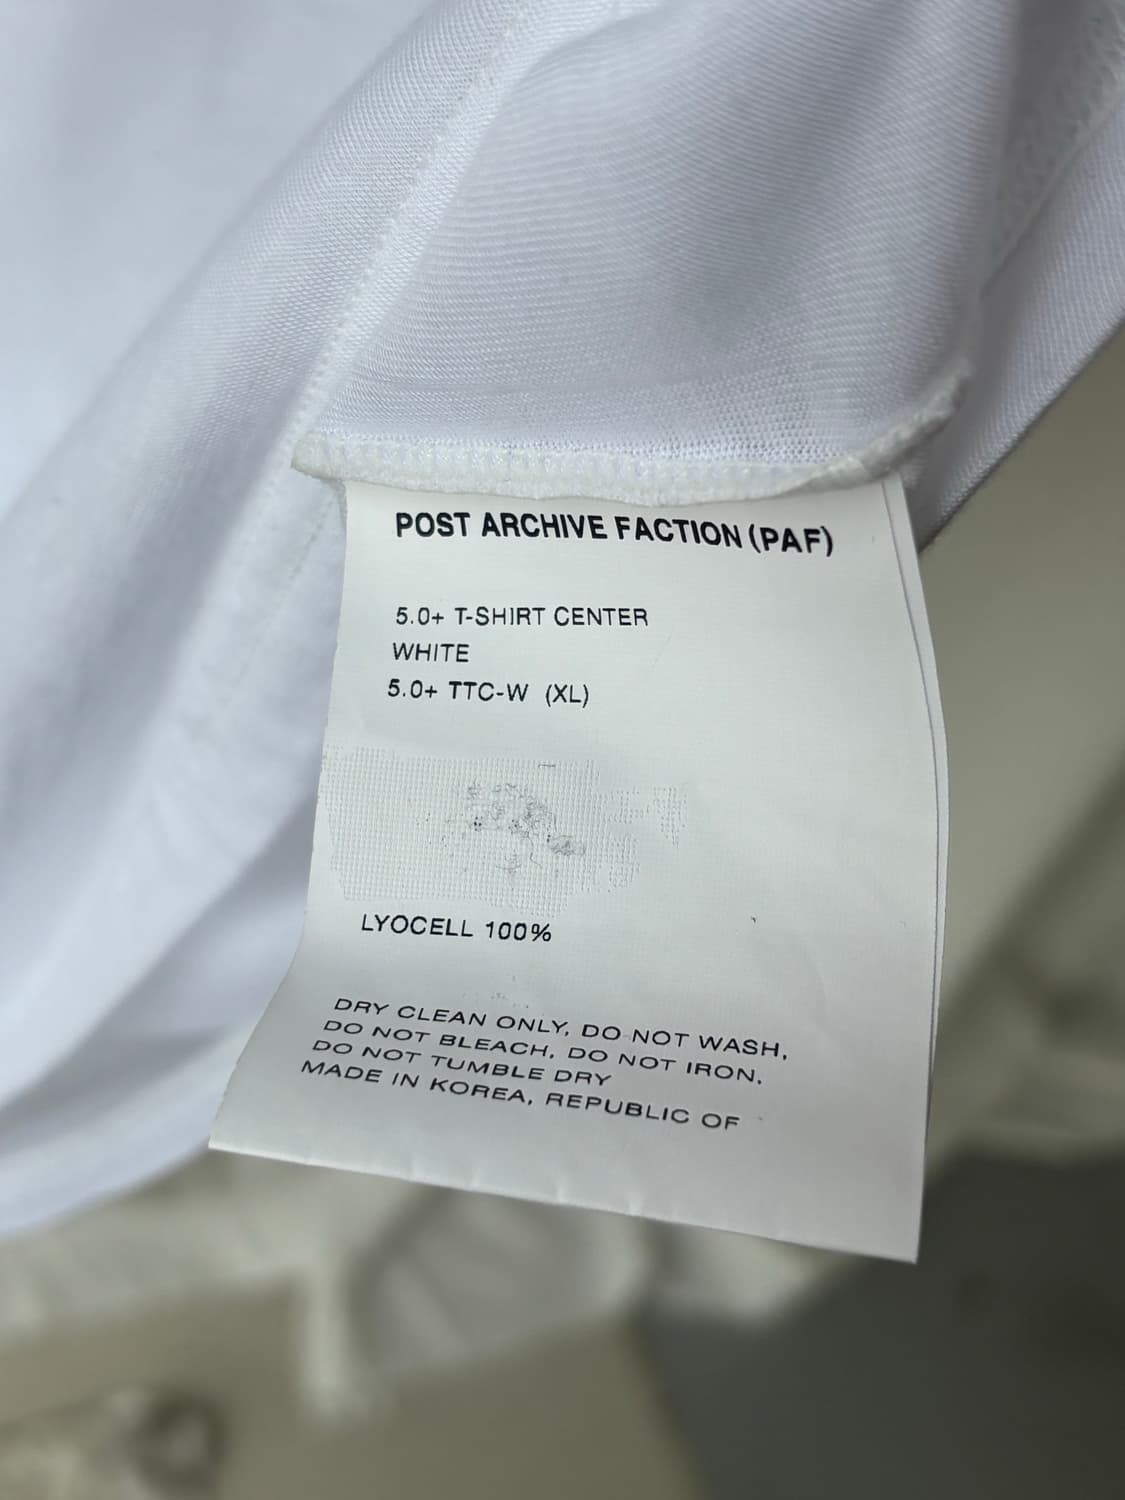 POST ARCHIVE FACTION (PAF)
5.0+ T-SHIRT CENTER
WHITE
5.0+ TTC-W (XL)
LYOCELL 100%
DRY CLEAN ONLY, DO NOT WASH,
DO NOT BLEACH, DO NOT IRON,
DO NOT TUMBLE DRY
MADE IN KOREA, REPUBLIC OF